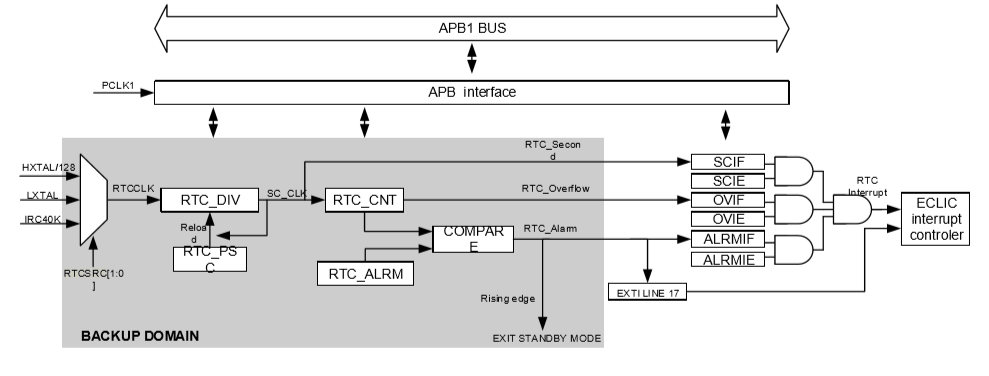 APB1 BUS
PCLK1
APB interface
HXTAL/128
LXTAL
IRC40K
RTCSRC[1:0
]
RTCCLK
RTC_DIV
Reloa
d
RTC_PS
C
SC_CLK
RTC_CNT
RTC_ALRM
COMPAR
E
RTC_Secon
d
RTC_Overflow
RTC_Alarm
Rising edge
EXIT STANDBY MODE
BACKUP DOMAIN
SCIF
SCIE
OVIF
OVIE
ALRMIF
ALRMIE
EXTI LINE 17
RTC
Interrupt
ECLIC
interrupt
controler